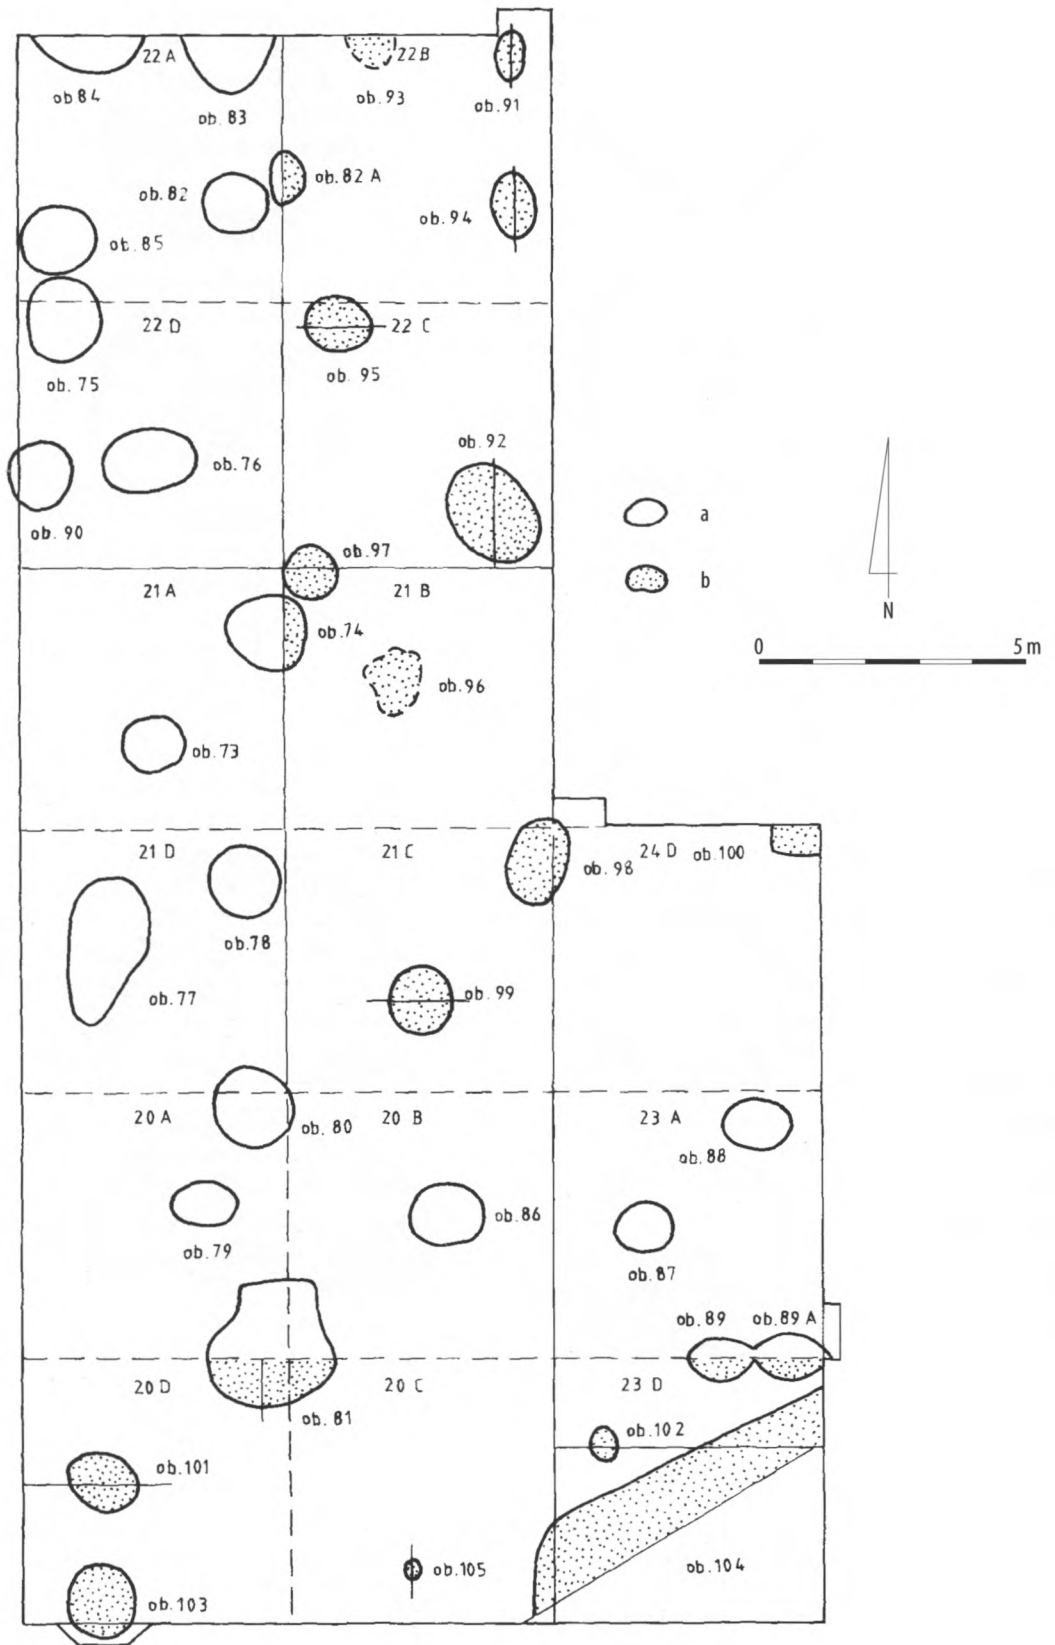 22 A
22 B
ob 84
ob. 83
ob. 93
ob. 91
ob. 82
ob. 82 A
ob. 94
ob. 85
22 D
22 C
ob. 75
ob. 95
ob. 92
ob. 76
ob. 90
ob. 97
21 A
21 B
ob. 74
ob. 96
ob. 73
a
b
N
0
5 m
21 D
21 C
24 D
ob. 100
ob. 98
ob. 78
ob. 77
ob. 99
20 A
ob. 80
20 B
23 A
ob. 88
ob. 79
ob. 86
ob. 87
ob. 89
ob. 89 A
20 D
20 C
23 D
ob. 81
ob. 102
ob. 101
ob. 105
ob. 104
ob. 103